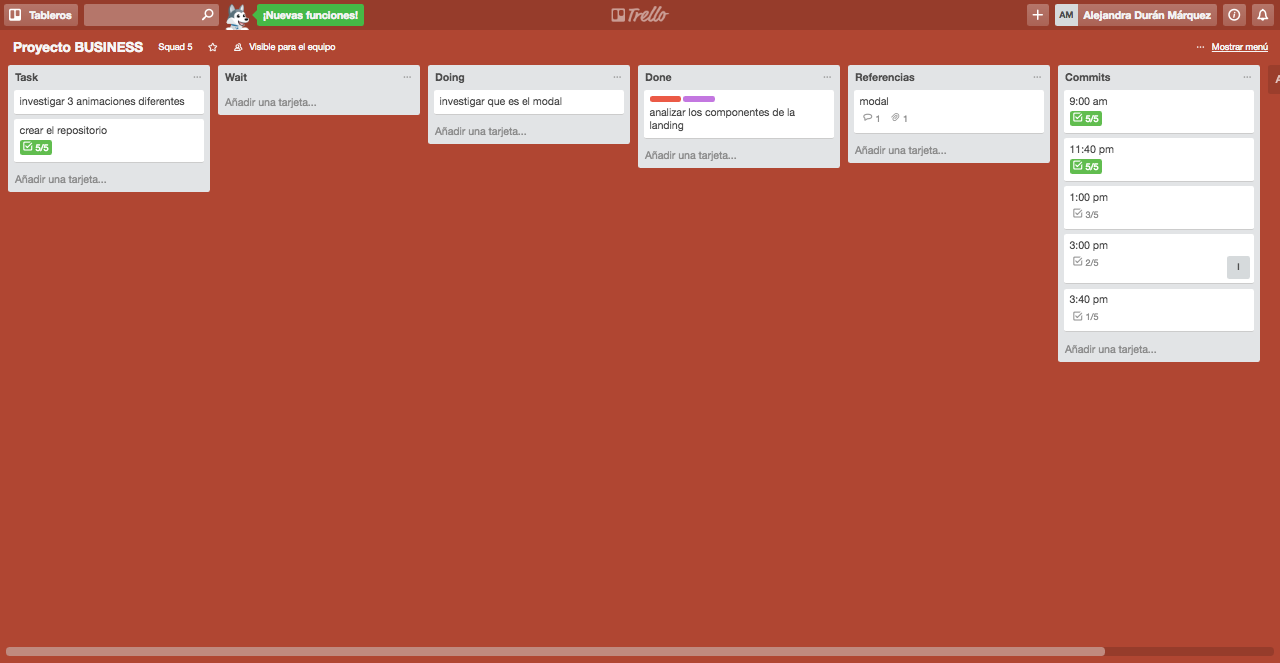 Tableros
¡Nuevas funciones!
Trello
AM Alejandra Durán Márquez
Proyecto BUSINESS Squad 5 Visible para el equipo
... Mostrar menú
Task
investigar 3 animaciones diferentes
crear el repositorio
5/5
Añadir una tarjeta...
Wait
Añadir una tarjeta...
Doing
investigar que es el modal
Añadir una tarjeta...
Done
analizar los componentes de la
landing
Añadir una tarjeta...
Referencias
modal
1 1
Añadir una tarjeta...
Commits
9:00 am
5/5
11:40 pm
5/5
1:00 pm
3/5
3:00 pm
2/5
I
3:40 pm
1/5
Añadir una tarjeta...